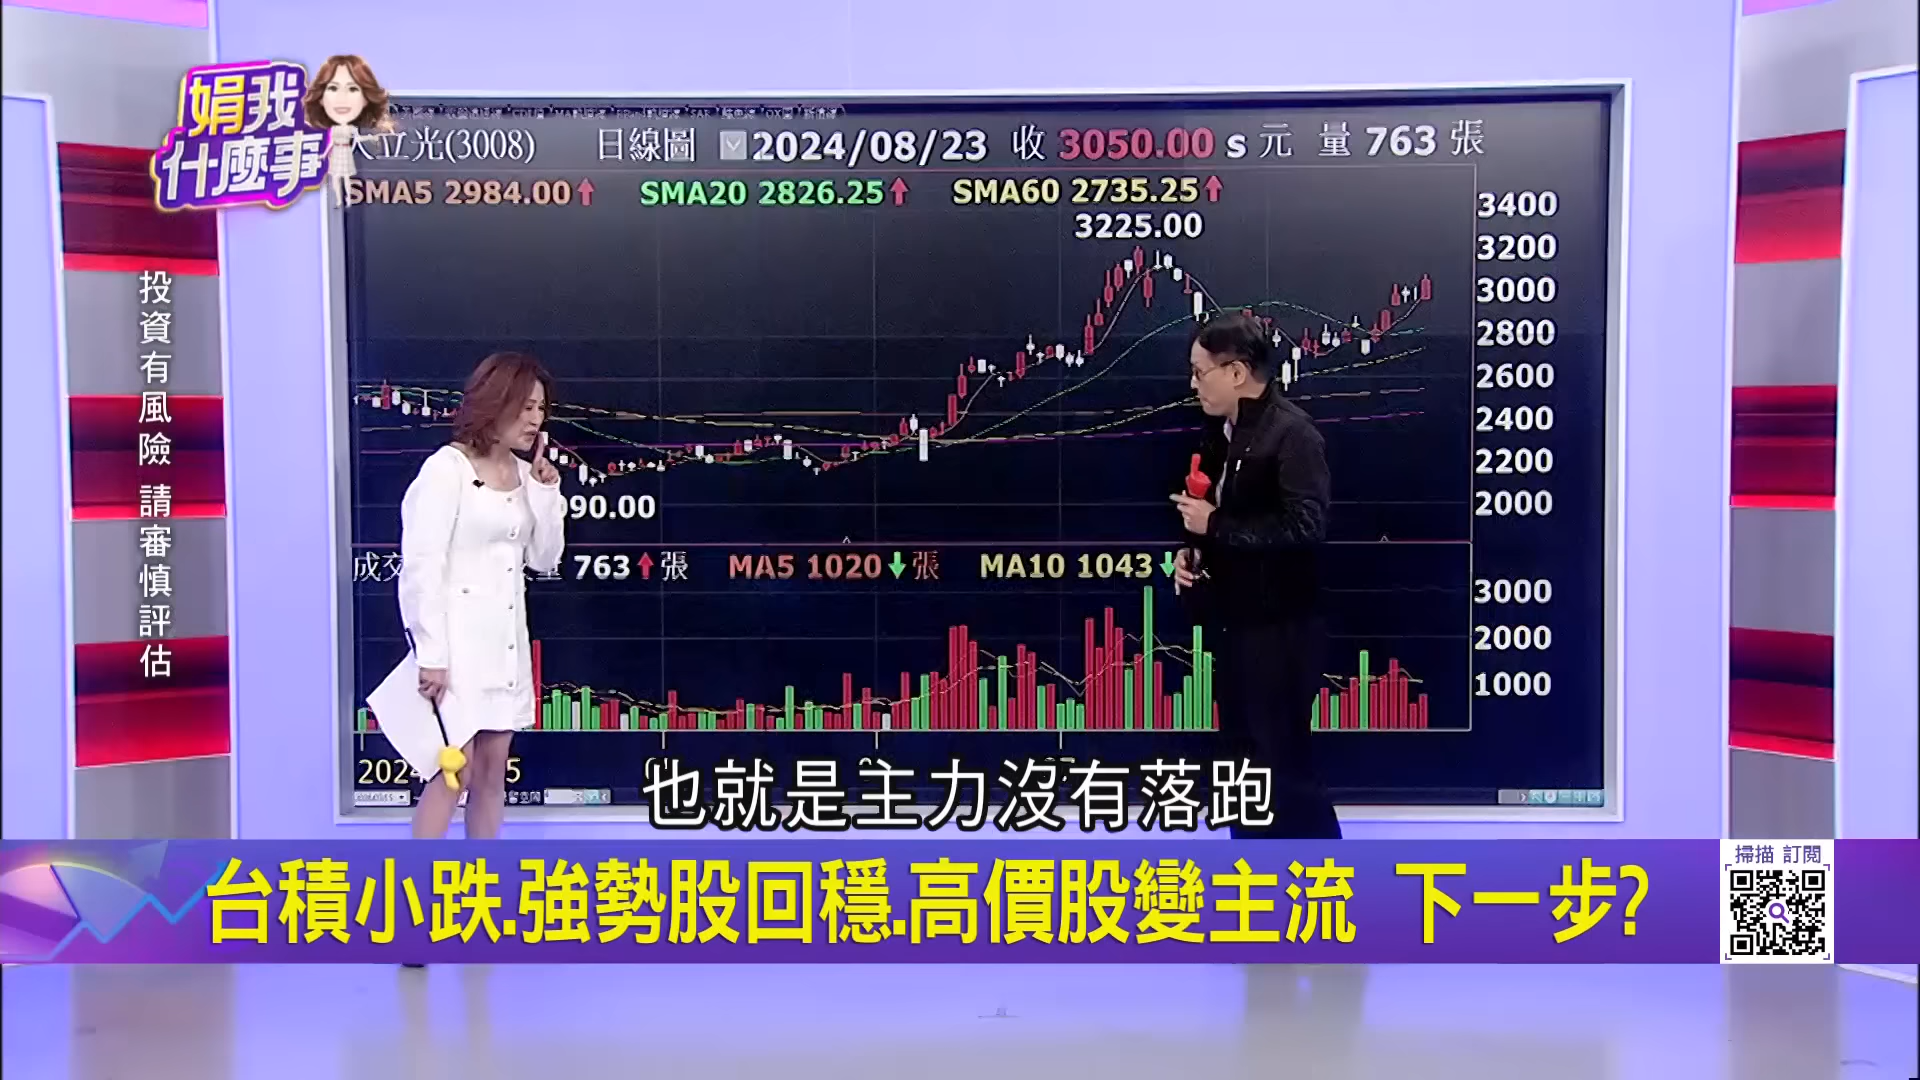 娟我
什麼事
投資有風險 請審慎評估
大立光(3008) 日線圖 2024/08/23 收 3050.00 s 元 量 763 張
SMA5 2984.00↑ SMA20 2826.25↑ SMA60 2735.25↑
3225.00
3400
3200
3000
2800
2600
2400
2200
2000
90.00
成交 量 763↑張 MA5 1020↓張 MA10 1043↓
3000
2000
1000
也就是主力沒有落跑
台積小跌.強勢股回穩.高價股變主流 下一步?
掃描 訂閱